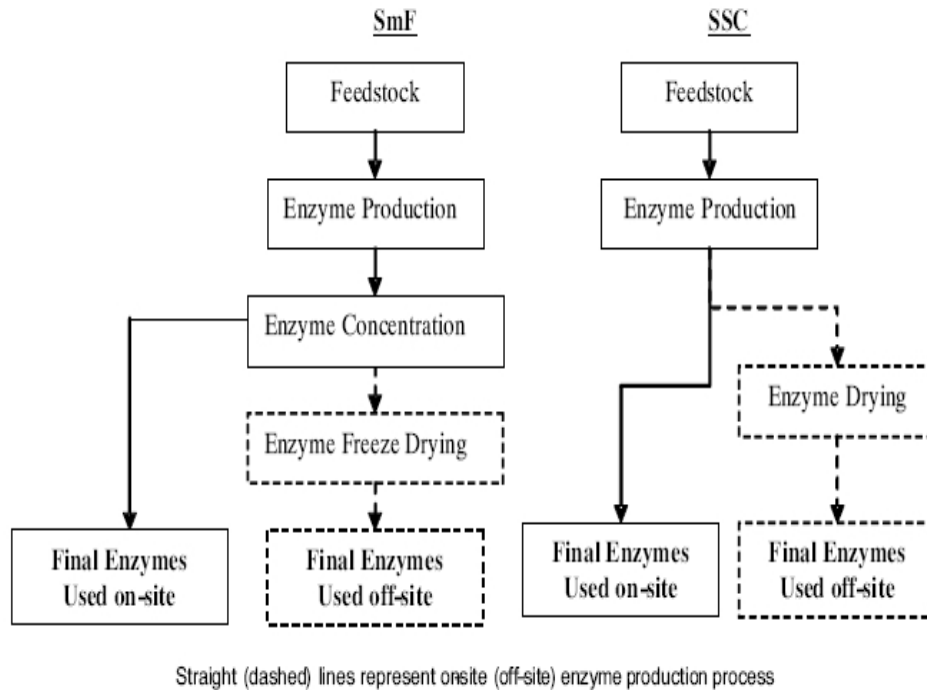 SmF
Feedstock
Enzyme Production
Enzyme Concentration
Enzyme Freeze Drying
Final Enzymes
Used on-site
Final Enzymes
Used off-site
SSC
Feedstock
Enzyme Production
Enzyme Drying
Final Enzymes
Used on-site
Final Enzymes
Used off-site
Straight (dashed) lines represent onsite (off-site) enzyme production process